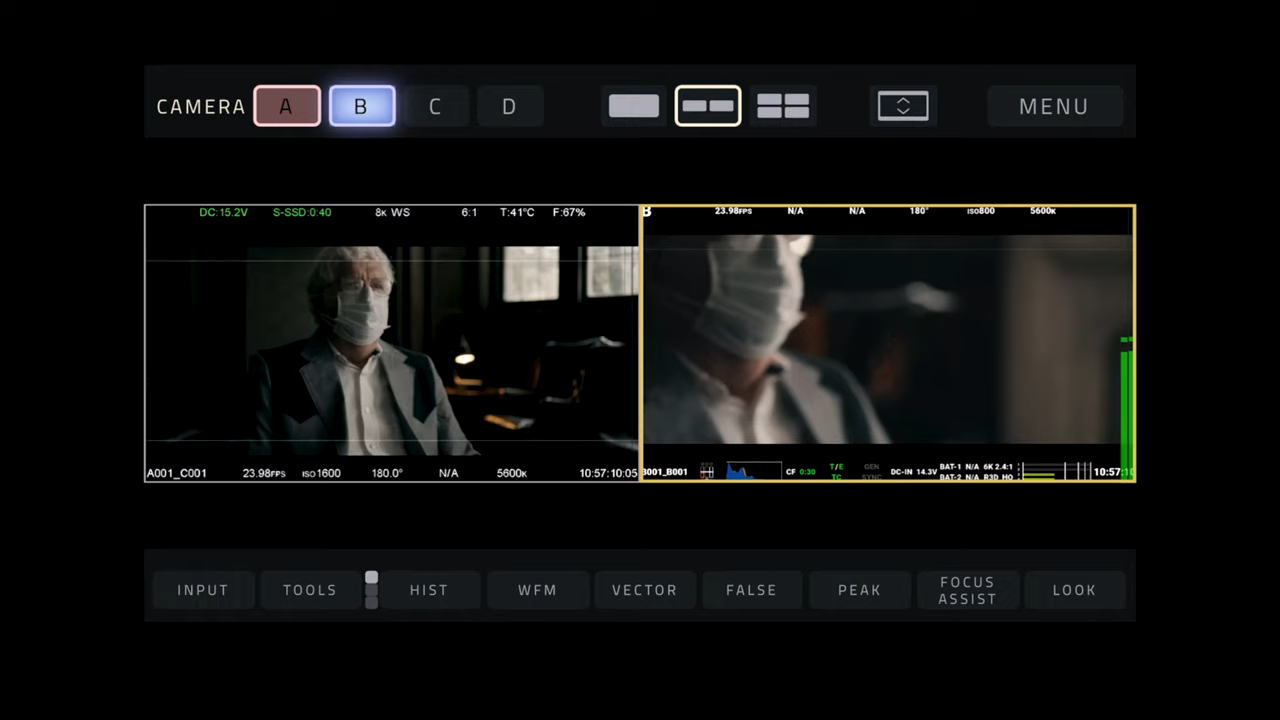 CAMERA A B C D MENU
DC:15.2V S-SSD:0:40 8K WS 6:1 T:41°C F:67%
B 23.98FPS N/A N/A 180° ISO800 5600K
A001_C001 23.98FPS ISO1600 180.0° N/A 5600K 10:57:10:05
B001_B001 CF 0:30 T/E GEN DC-IN 14.3V BAT-1 N/A 6K 2.4:1 10:57:10
TC SYNC BAT-2 N/A R3D HQ
INPUT TOOLS HIST WFM VECTOR FALSE PEAK FOCUS ASSIST LOOK